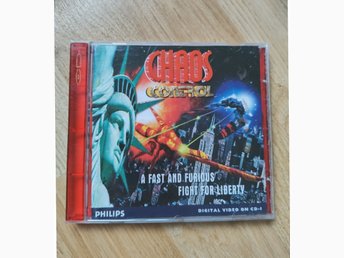 CHAOS
CONTROL
A FAST AND FURIOUS
FIGHT FOR LIBERTY
PHILIPS
DIGITAL VIDEO ON CD-i